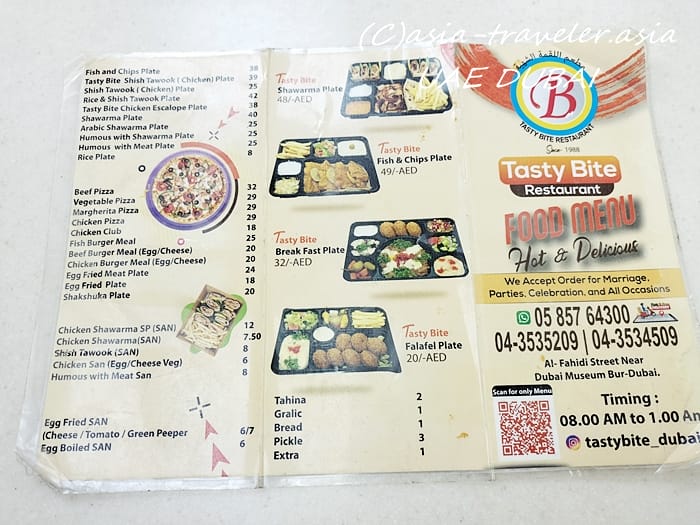 (C)asia-traveler.asia
UAE DUBAI
Fish and Chips Plate 38
Tasty Bite Shish Tawook ( Chicken) Plate 39
Shish Tawook ( Chicken) Plate 25
Rice & Shish Tawook Plate 42
Tasty Bite Chicken Escalope Plate 38
Shawarma Plate 40
Arabic Shawarma Plate 25
Humous with Shawarma Plate 25
Humous with Meat Plate 25
Rice Plate 8
Beef Pizza 32
Vegetable Pizza 29
Margherita Pizza 29
Chicken Pizza 29
Chicken Club 18
Fish Burger Meal 25
Beef Burger Meal (Egg/Cheese) 20
Chicken Burger Meal (Egg/Cheese) 20
Egg Fried Meat Plate 24
Egg Fried Plate 18
Shakshuka Plate 20
Chicken Shawarma SP (SAN) 12
Chicken Shawarma(SAN) 7.50
Shish Tawook (SAN) 8
Chicken San (Egg/Cheese Veg) 6
Humous with Meat San 8
Egg Fried SAN
(Cheese / Tomato / Green Peeper 6/7
Egg Boiled SAN 6
Tasty Bite
Shawarma Plate
48/-AED
Tasty Bite
Fish & Chips Plate
49/-AED
Tasty Bite
Break Fast Plate
32/-AED
Tasty Bite
Falafel Plate
20/-AED
Tahina 2
Gralic 1
Bread 1
Pickle 3
Extra 1
B
TASTY BITE RESTAURANT
Since 1988
Tasty Bite
Restaurant
FOOD MENU
Hot & Delicious
We Accept Order for Marriage,
Parties, Celebration, and All Occasions
05 857 64300
04-3535209 | 04-3534509
Al- Fahidi Street Near
Dubai Museum Bur-Dubai.
Scan for only Menu
Timing :
08.00 AM to 1.00 Am
tastybite_dubai